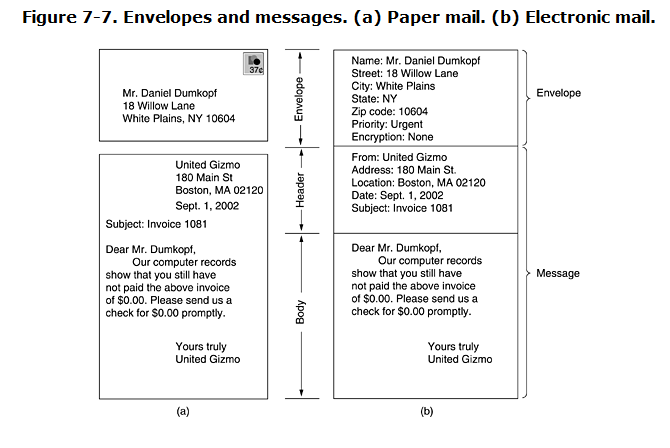 Figure 7-7. Envelopes and messages. (a) Paper mail. (b) Electronic mail.
37¢
Mr. Daniel Dumkopf
18 Willow Lane
White Plains, NY 10604
United Gizmo
180 Main St
Boston, MA 02120
Sept. 1, 2002
Subject: Invoice 1081
Dear Mr. Dumkopf,
Our computer records
show that you still have
not paid the above invoice
of $0.00. Please send us a
check for $0.00 promptly.
Yours truly
United Gizmo
(a)
Envelope
Header
Body
Name: Mr. Daniel Dumkopf
Street: 18 Willow Lane
City: White Plains
State: NY
Zip code: 10604
Priority: Urgent
Encryption: None
From: United Gizmo
Address: 180 Main St.
Location: Boston, MA 02120
Date: Sept. 1, 2002
Subject: Invoice 1081
Dear Mr. Dumkopf,
Our computer records
show that you still have
not paid the above invoice
of $0.00. Please send us a
check for $0.00 promptly.
Yours truly
United Gizmo
(b)
Envelope
Message